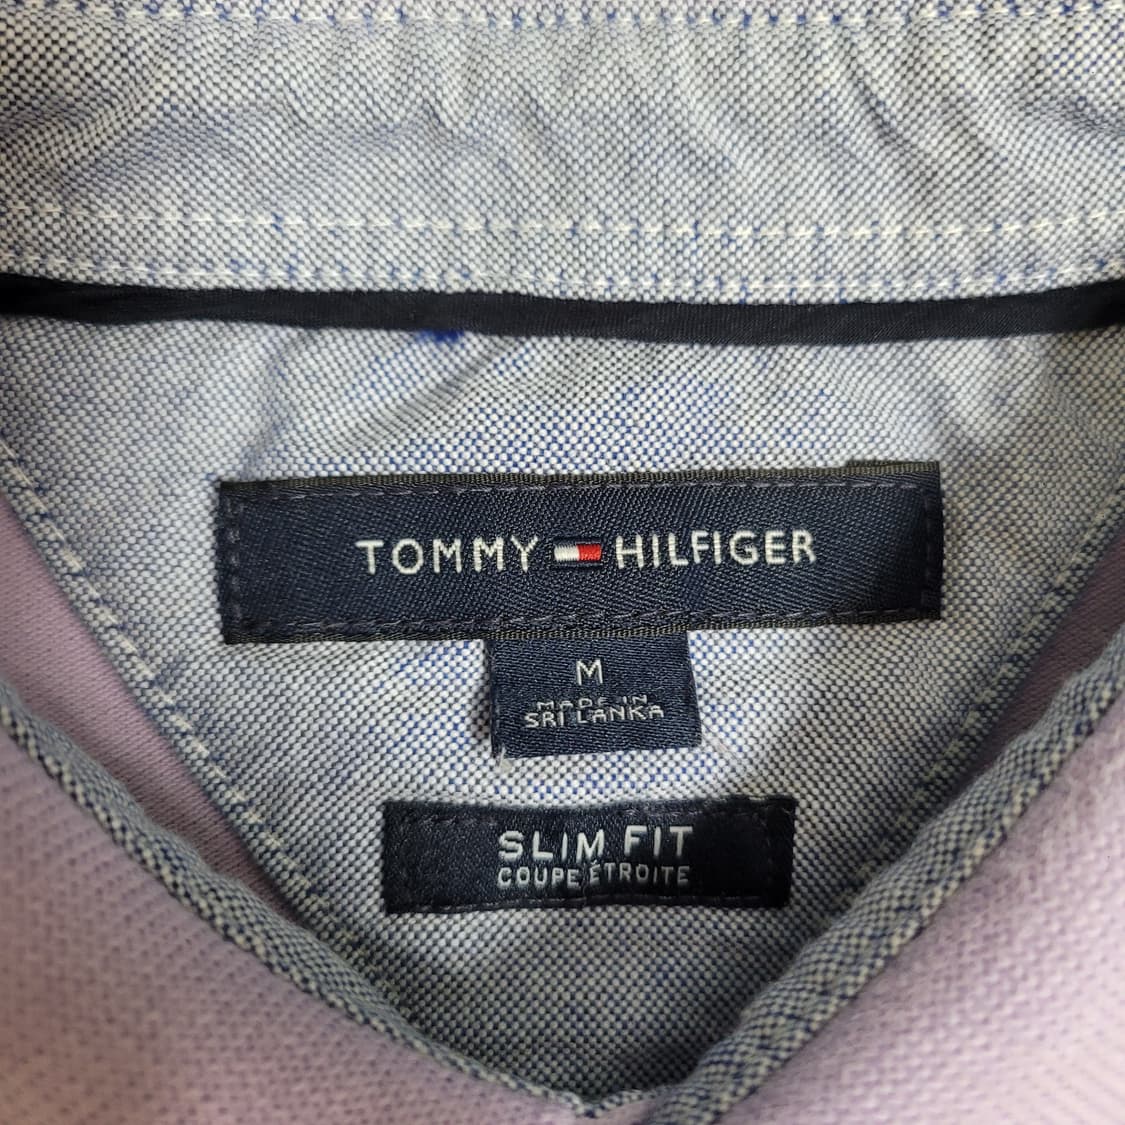 TOMMY HILFIGER
M
MADE IN
SRI LANKA
SLIM FIT
COUPE ÉTROITE